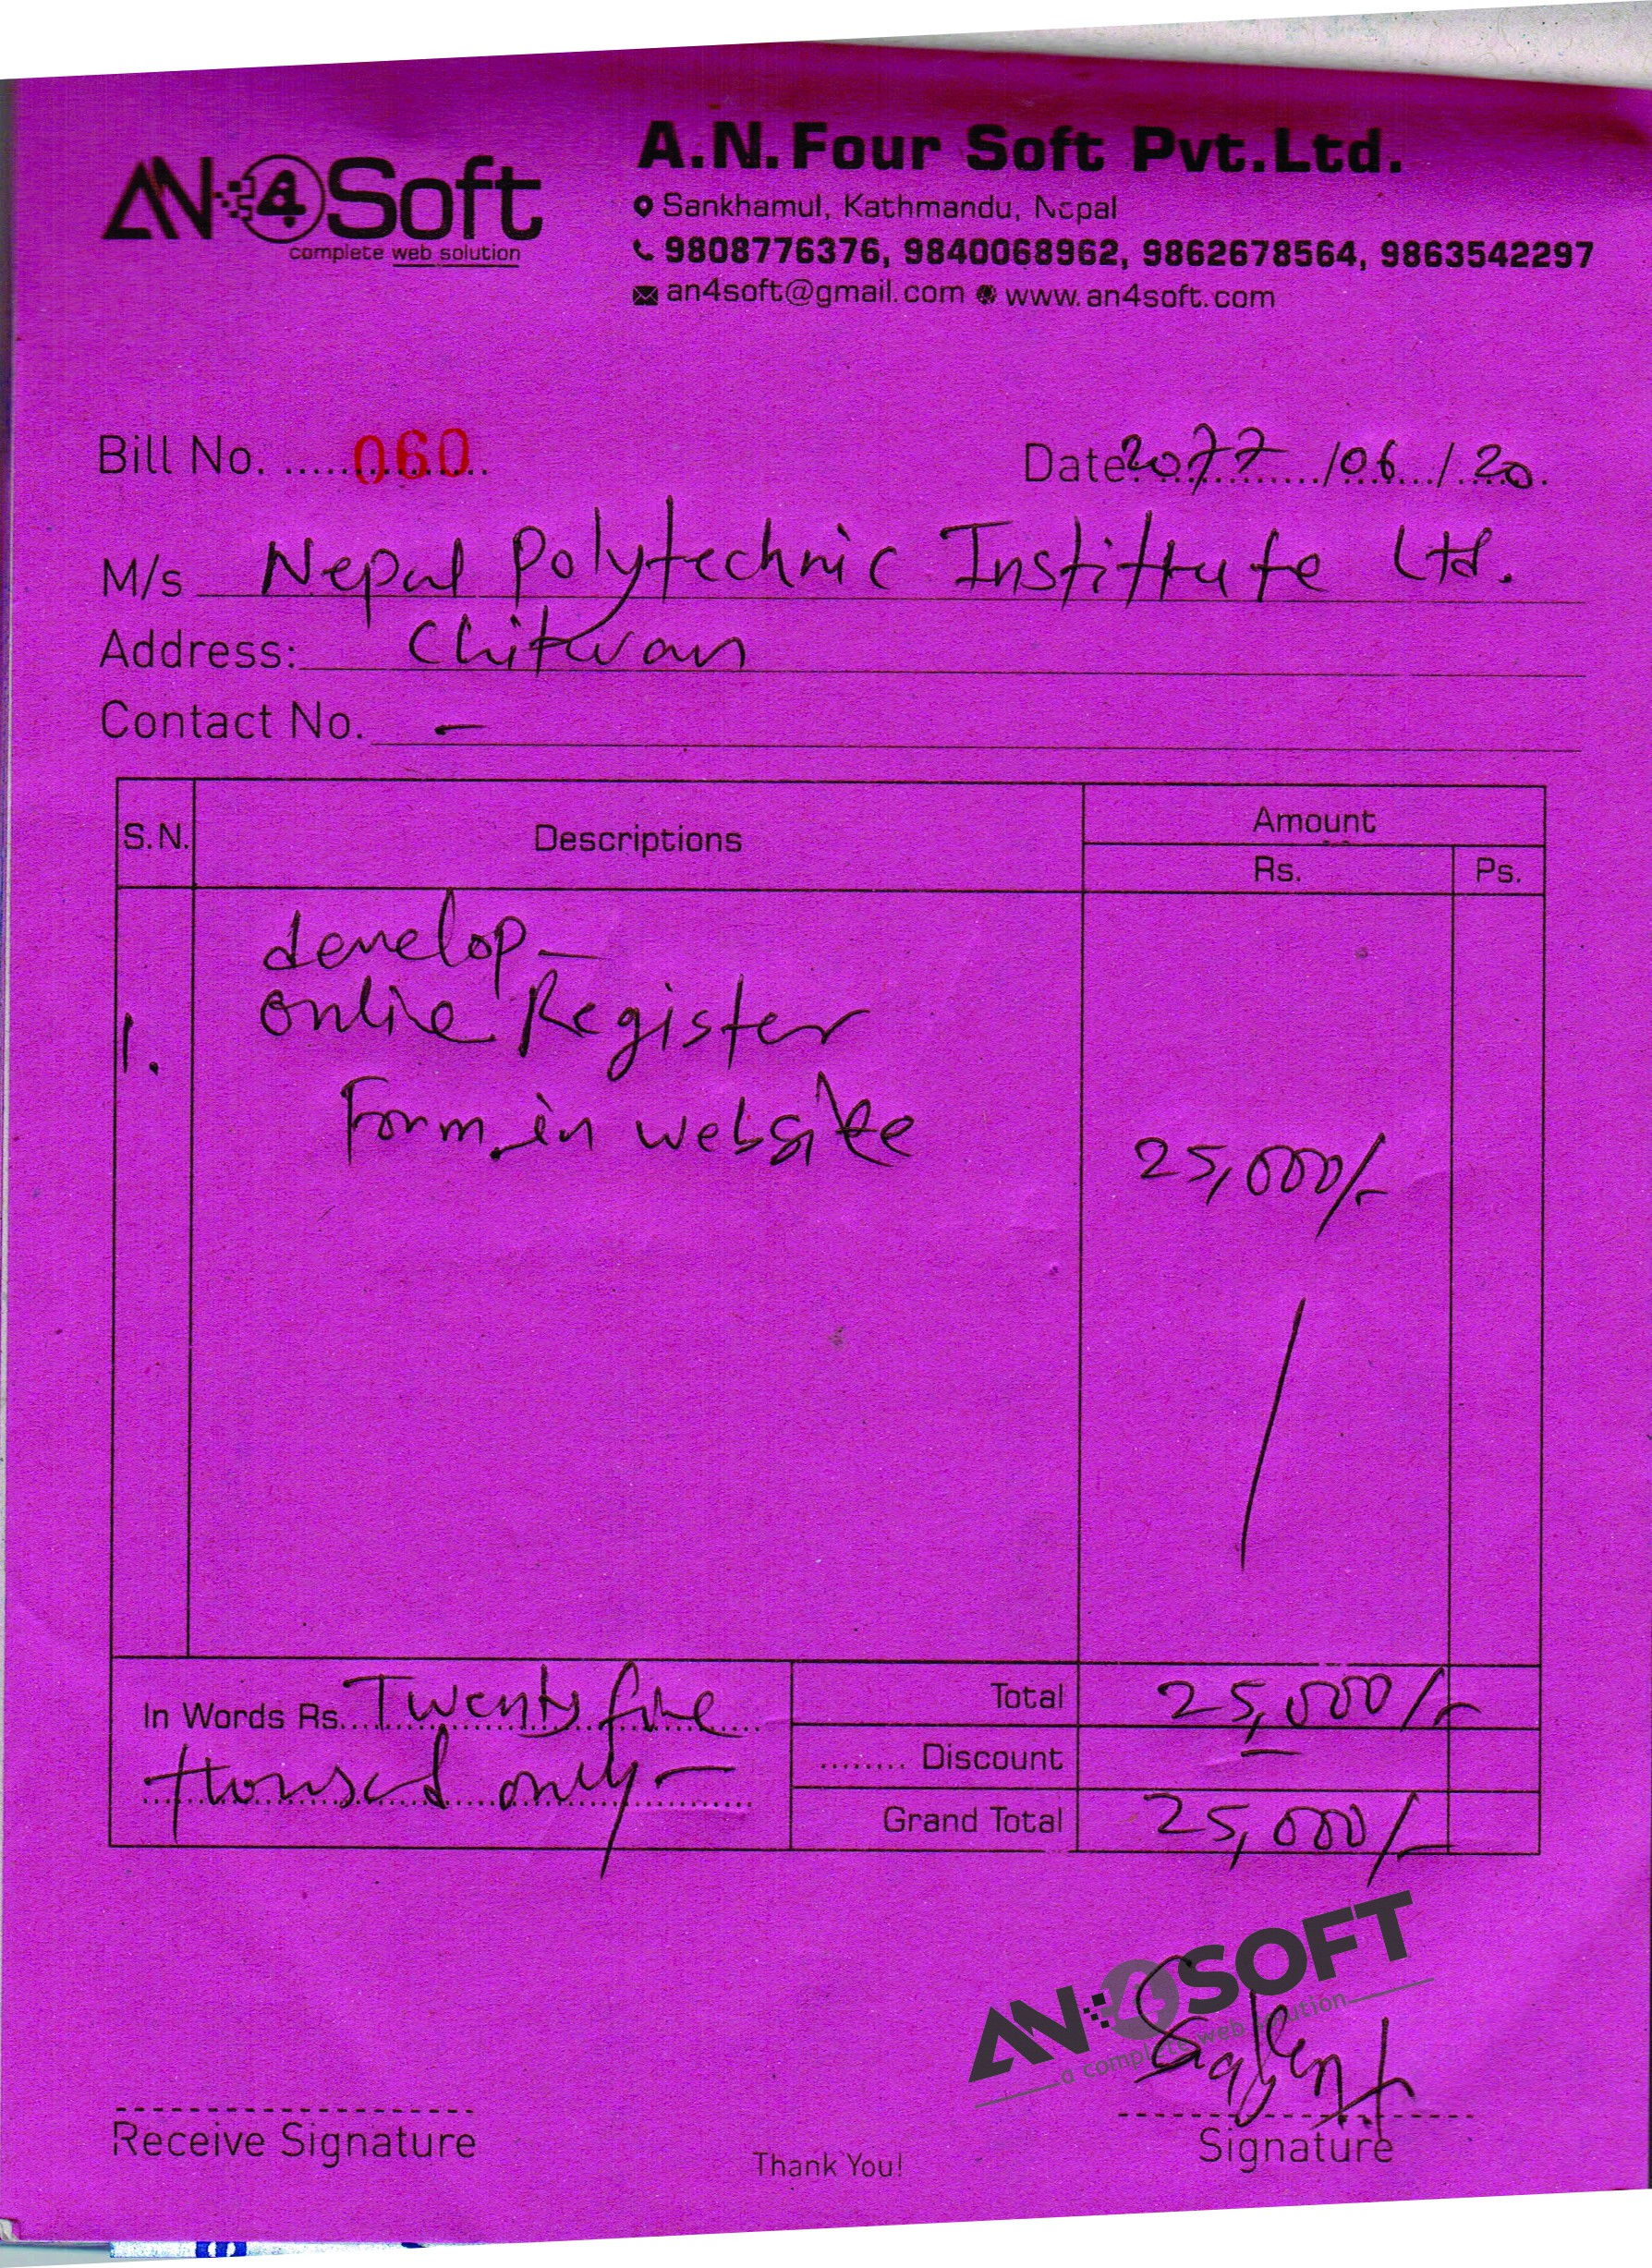 AN4Soft
complete web solution
A.N.Four Soft Pvt.Ltd.
Sankhamul, Kathmandu, Nepal
9808776376, 9840068962, 9862678564, 9863542297
an4soft@gmail.com www.an4soft.com
Bill No. 060
Date: 2077/06/20
M/s Nepal Polytechnic Instittute Ltd.
Address: Chitwan
Contact No. -
S.N. Descriptions Amount
Rs. Ps.
develop
1. Online Register
Form in website
25,000/-
In Words Rs. Twenty five
Total 25,000/-
thousad only
........ Discount -
Grand Total 25,000/-
AN4SOFT
a complete web solution
Receive Signature
Signature
Thank You!